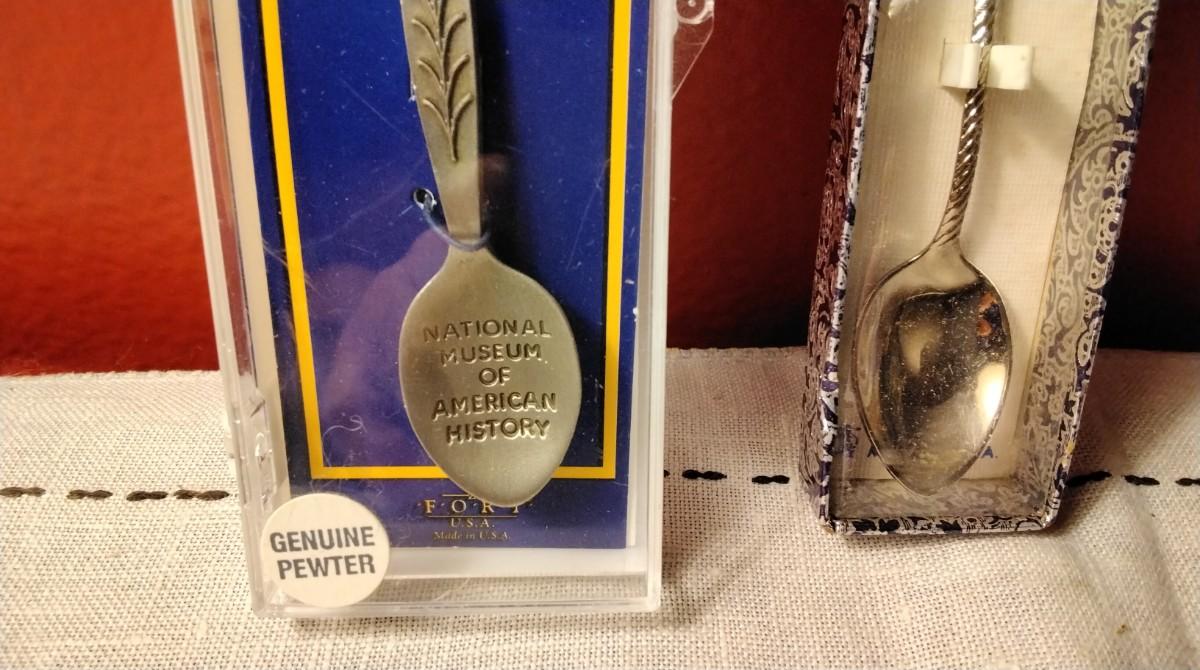 NATIONAL
MUSEUM
OF
AMERICAN
HISTORY
FORT
U.S.A.
Made in U.S.A.
GENUINE
PEWTER